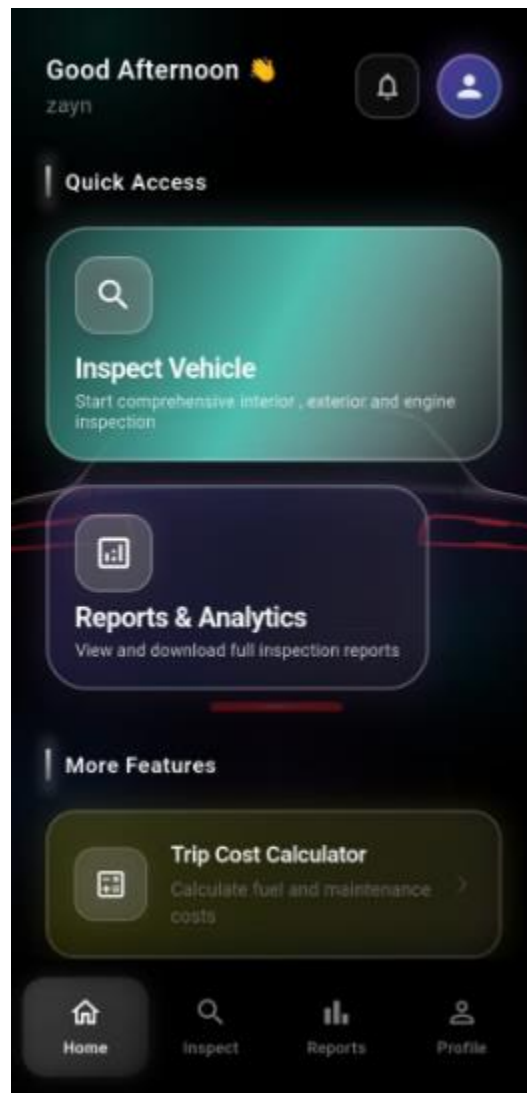 Good Afternoon 👋
zayn
Quick Access
Inspect Vehicle
Start comprehensive interior , exterior and engine
inspection
Reports & Analytics
View and download full inspection reports
More Features
Trip Cost Calculator
Calculate fuel and maintenance
costs
Home Inspect Reports Profile